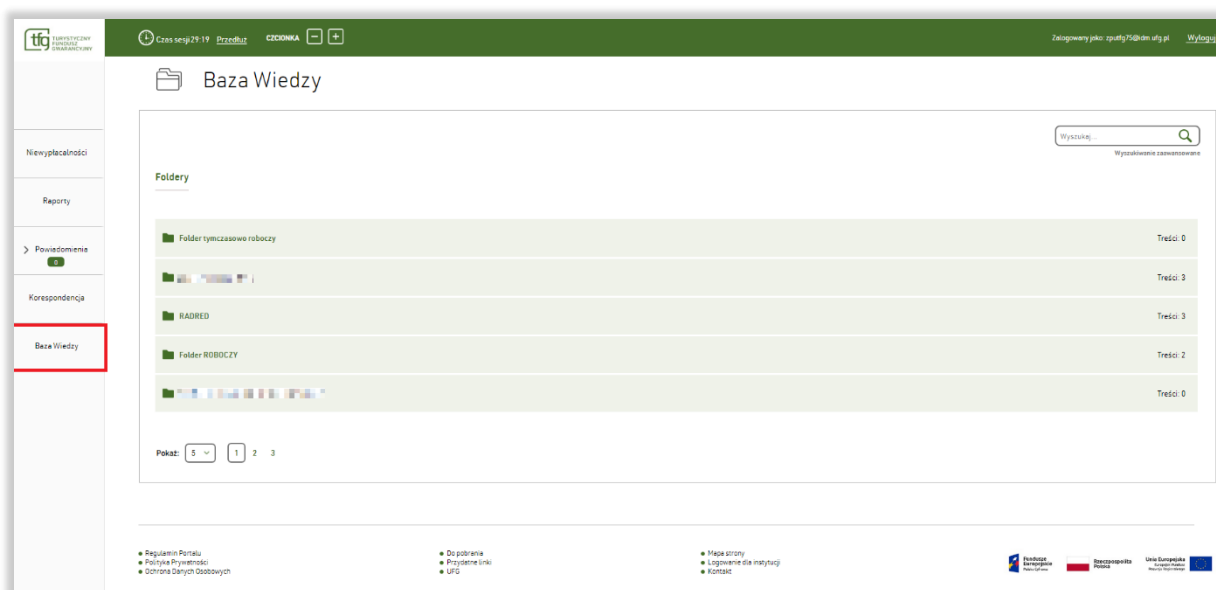 tfg TURYSTYCZNY FUNDUSZ GWARANCYJNY
Czas sesji 29:19 Przedłuż CZCIONKA − +
Zalogowany jako: zputfg75@idm.ufg.pl Wyloguj
Baza Wiedzy
Wyszukaj...
Wyszukiwanie zaawansowane
Niewypłacalności
Raporty
Powiadomienia
0
Korespondencja
Baza Wiedzy
Foldery
Folder tymczasowo roboczy Treści: 0
Treści: 3
RADRED Treści: 3
Folder ROBOCZY Treści: 2
Treści: 0
Pokaż: 5 1 2 3
Regulamin Portalu
Polityka Prywatności
Ochrona Danych Osobowych
Do pobrania
Przydatne linki
UFG
Mapa strony
Logowanie dla instytucji
Kontakt
Fundusze Europejskie
Polska Cyfrowa
Rzeczpospolita Polska
Unia Europejska